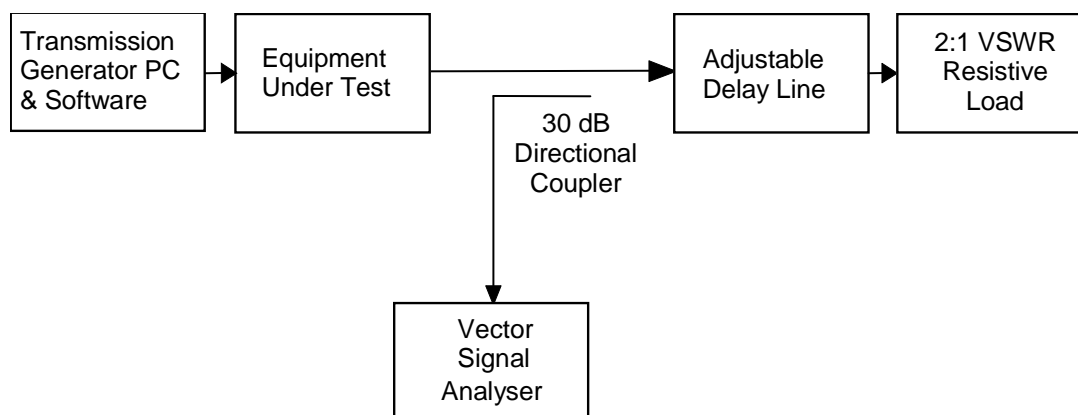 Transmission
Generator PC
& Software
Equipment
Under Test
30 dB
Directional
Coupler
Adjustable
Delay Line
2:1 VSWR
Resistive
Load
Vector
Signal
Analyser